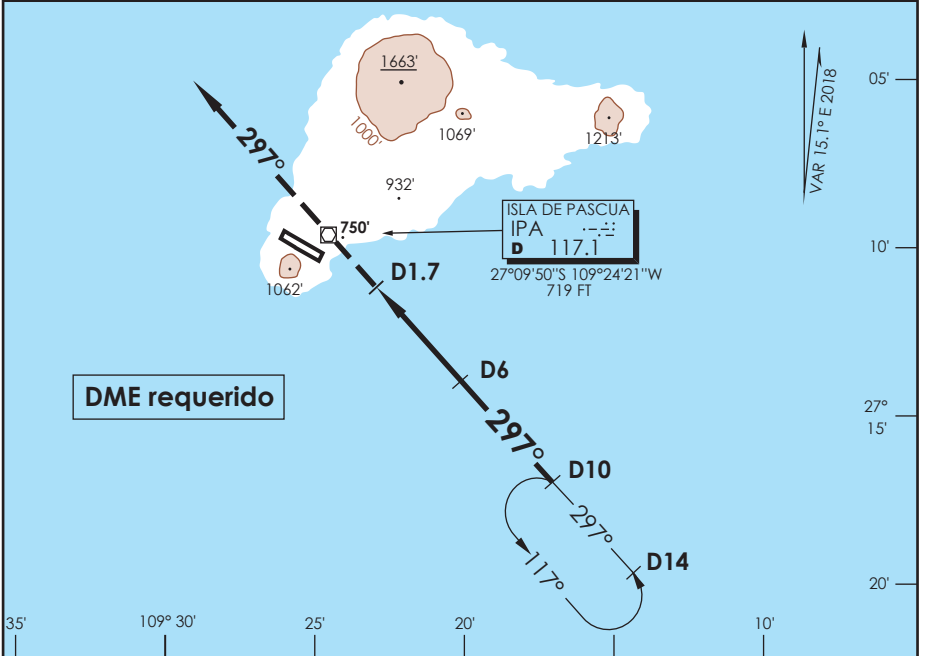 1663'
05'
1000'
1069'
1213'
VAR 15.1° E 2018
297°
932'
ISLA DE PASCUA
IPA
D 117.1
750'
10'
27°09'50"S 109°24'21"W
719 FT
D1.7
1062'
D6
DME requerido
27°
15'
297°
D10
297°
D14
117°
20'
35'
109° 30'
25'
20'
10'